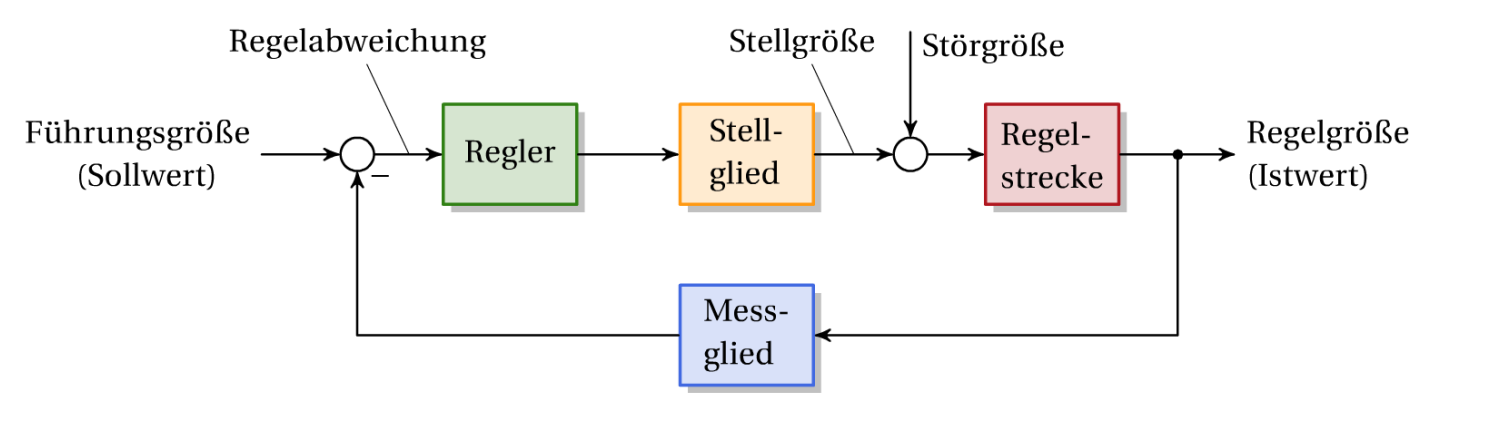 Regelabweichung
Stellgröße
Störgröße
Führungsgröße
(Sollwert)
–
Regler
Stell-
glied
Regel-
strecke
Regelgröße
(Istwert)
Mess-
glied